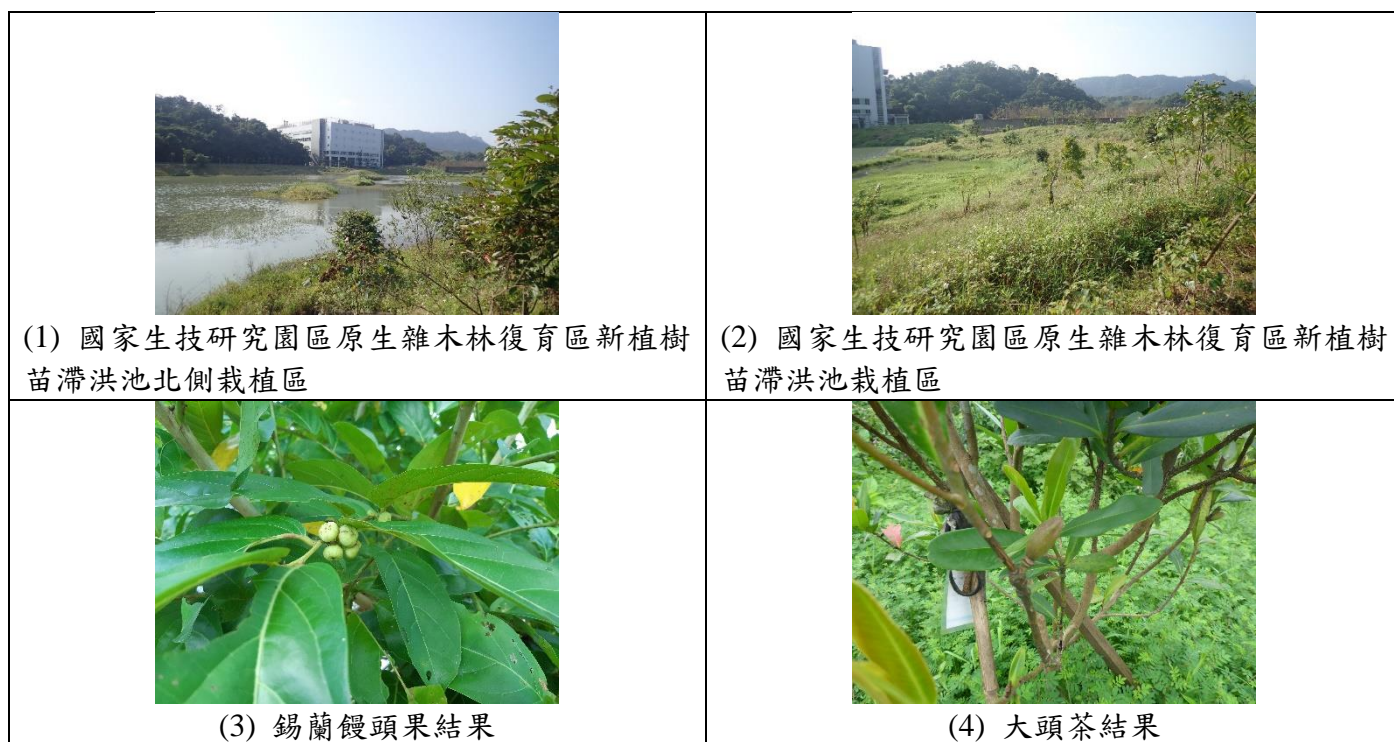 (1) 國家生技研究園區原生雜木林復育區新植樹
苗滯洪池北側栽植區
(2) 國家生技研究園區原生雜木林復育區新植樹
苗滯洪池栽植區
(3) 錫蘭饅頭果結果
(4) 大頭茶結果